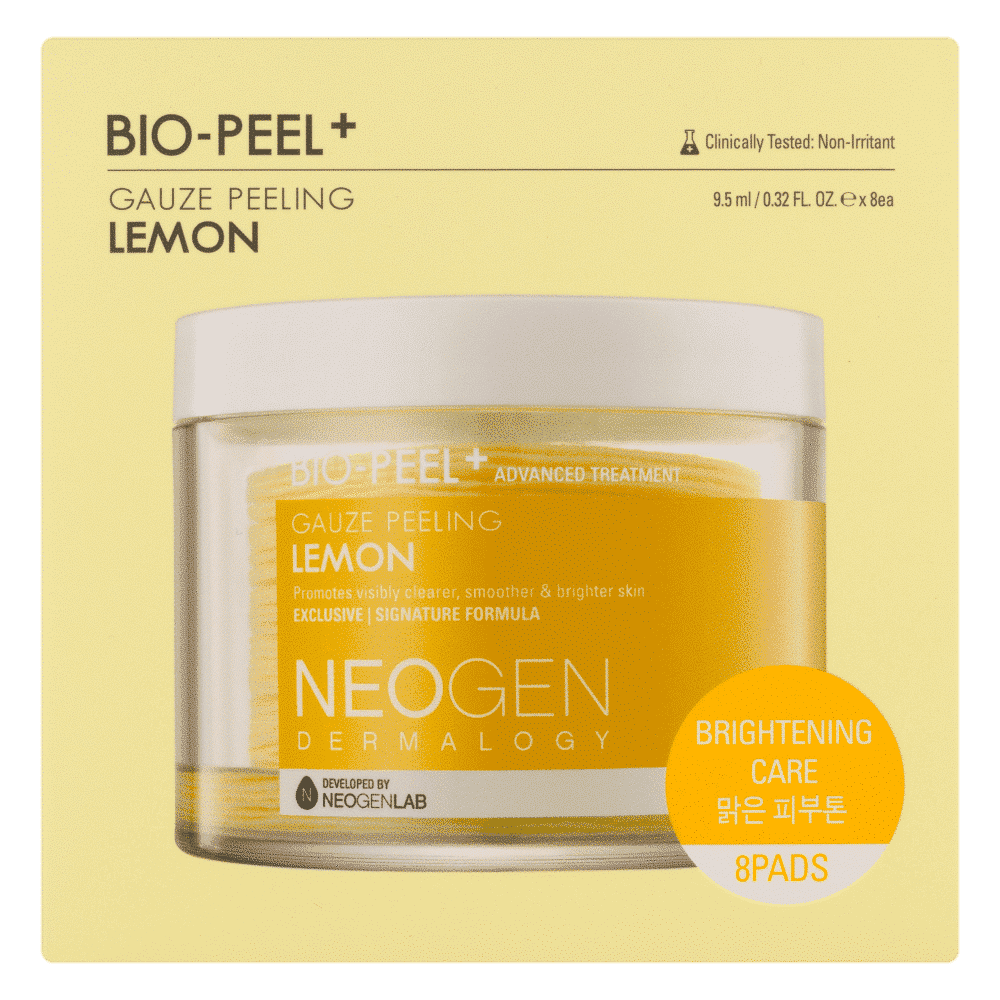 BIO-PEEL+
Clinically Tested: Non-Irritant
GAUZE PEELING
9.5 ml / 0.32 FL. OZ. ℮ x 8ea
LEMON
BIO-PEEL+ ADVANCED TREATMENT
GAUZE PEELING
LEMON
Promotes visibly clearer, smoother & brighter skin
EXCLUSIVE | SIGNATURE FORMULA
NEOGEN
DERMALOGY
N
DEVELOPED BY
NEOGENLAB
BRIGHTENING
CARE
맑은 피부톤
8PADS